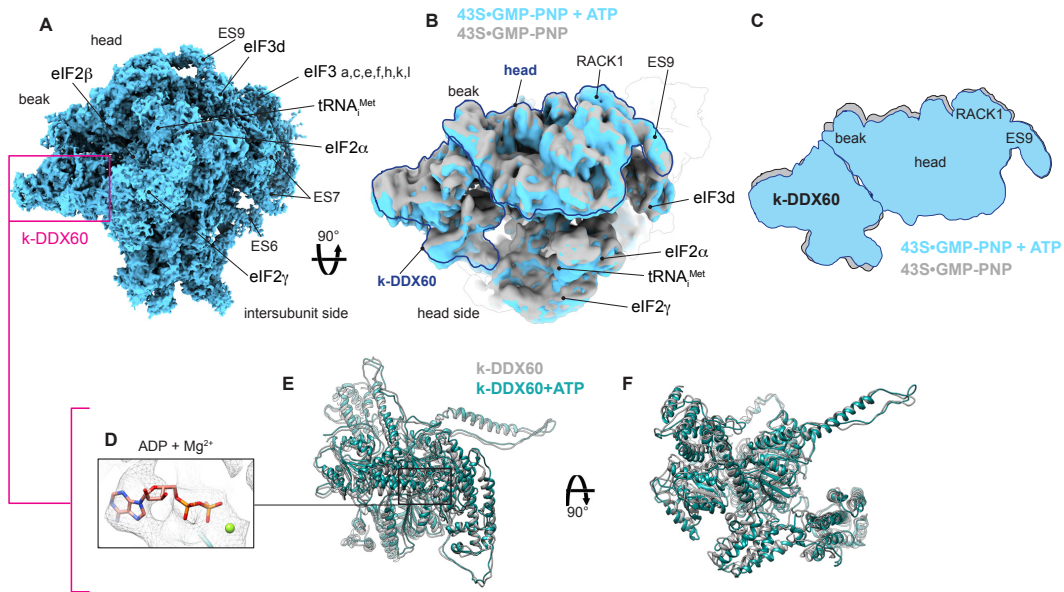 A
head
ES9
eIF3d
eIF2β
eIF3 a,c,e,f,h,k,l
beak
tRNAᵢᴹᵉᵗ
eIF2α
ES7
k-DDX60
ES6
eIF2γ
90°
intersubunit side
B
43S•GMP-PNP + ATP
43S•GMP-PNP
RACK1
ES9
head
beak
eIF3d
eIF2α
k-DDX60
tRNAᵢᴹᵉᵗ
eIF2γ
head side
C
RACK1
beak
ES9
head
k-DDX60
43S•GMP-PNP + ATP
43S•GMP-PNP
D
ADP + Mg²⁺
E
k-DDX60
k-DDX60+ATP
90°
F